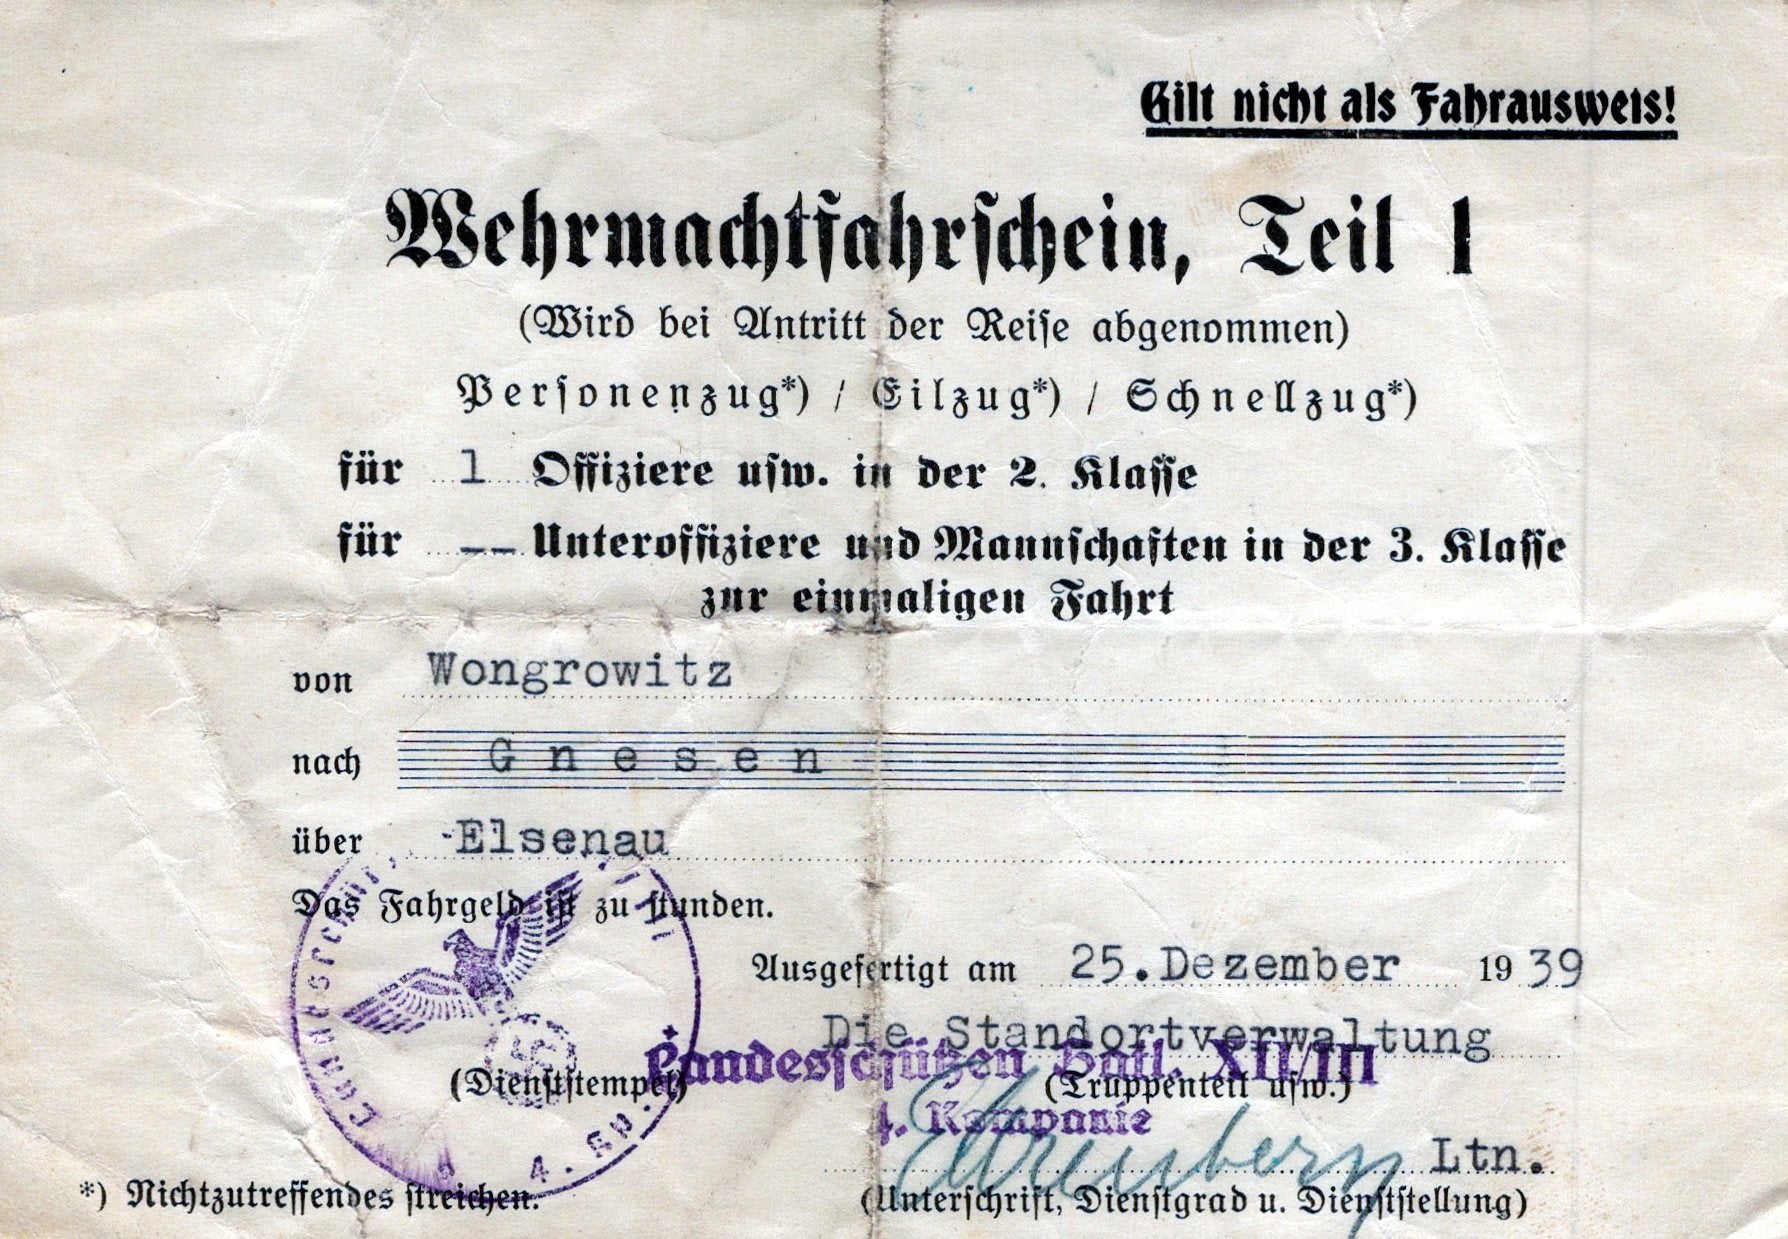 Gilt nicht als Fahrausweis!
Wehrmachtfahrschein, Teil 1
(Wird bei Antritt der Reise abgenommen)
Personenzug*) / Eilzug*) / Schnellzug*)
für 1 Offiziere usw. in der 2. Klasse
für -- Unteroffiziere und Mannschaften in der 3. Klasse
zur einmaligen Fahrt
von Wongrowitz
nach Gnesen
über -Elsenau
Das Fahrgeld ist zu stunden.
Ausgefertigt am 25.Dezember 1939
Die Standortverwaltung
Landesschützen Batl. XII/III
(Dienststempel) (Truppenteil usw.)
4. Kompanie
4. Kp.
Ltn.
*) Nichtzutreffendes streichen. (Unterschrift, Dienstgrad u. Dienststellung)